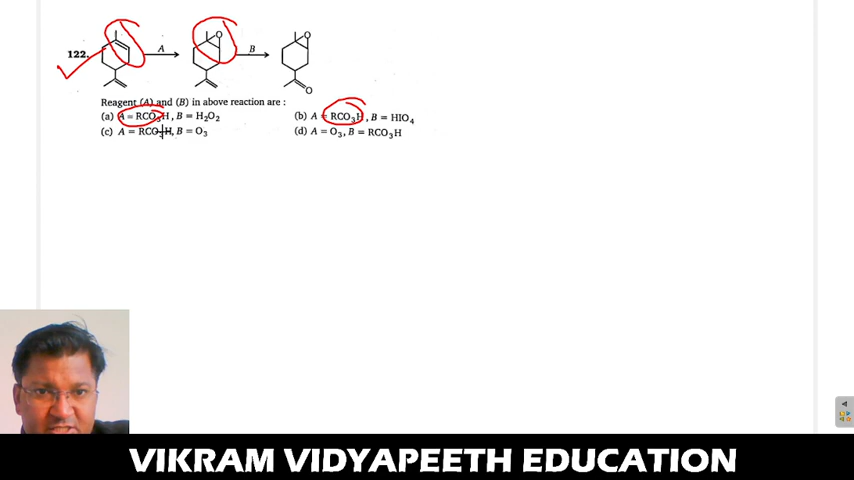 122.
A
B
O
O
O
Reagent (A) and (B) in above reaction are :
(a) A = RCO₃H, B = H₂O₂
(b) A = RCO₃H, B = HIO₄
(c) A = RCO₃H, B = O₃
(d) A = O₃, B = RCO₃H
VIKRAM VIDYAPEETH EDUCATION